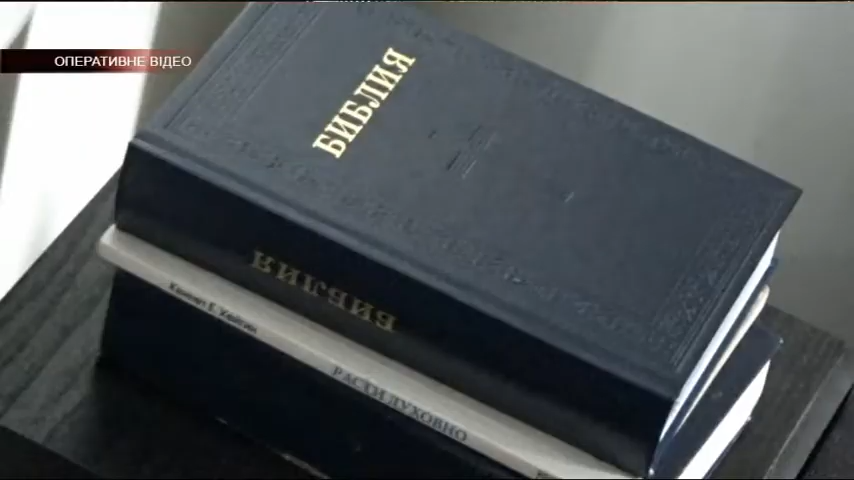 ОПЕРАТИВНЕ ВІДЕО
БИБЛИЯ
БИБЛИЯ
Кеннет Е. Хейгин
РАСТИ ДУХОВНО